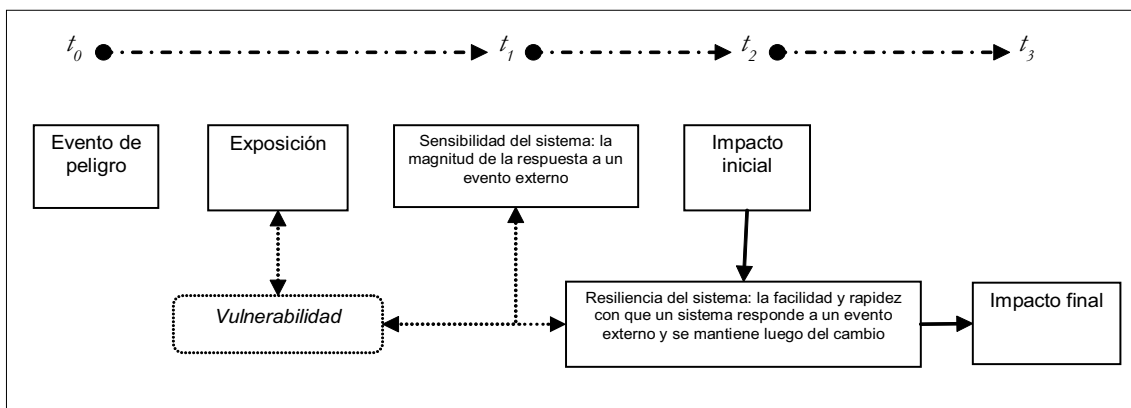 t0 t1 t2 t3
Evento de
peligro
Exposición
Sensibilidad del sistema: la
magnitud de la respuesta a un
evento externo
Impacto
inicial
Vulnerabilidad
Resiliencia del sistema: la facilidad y rapidez
con que un sistema responde a un evento
externo y se mantiene luego del cambio
Impacto final